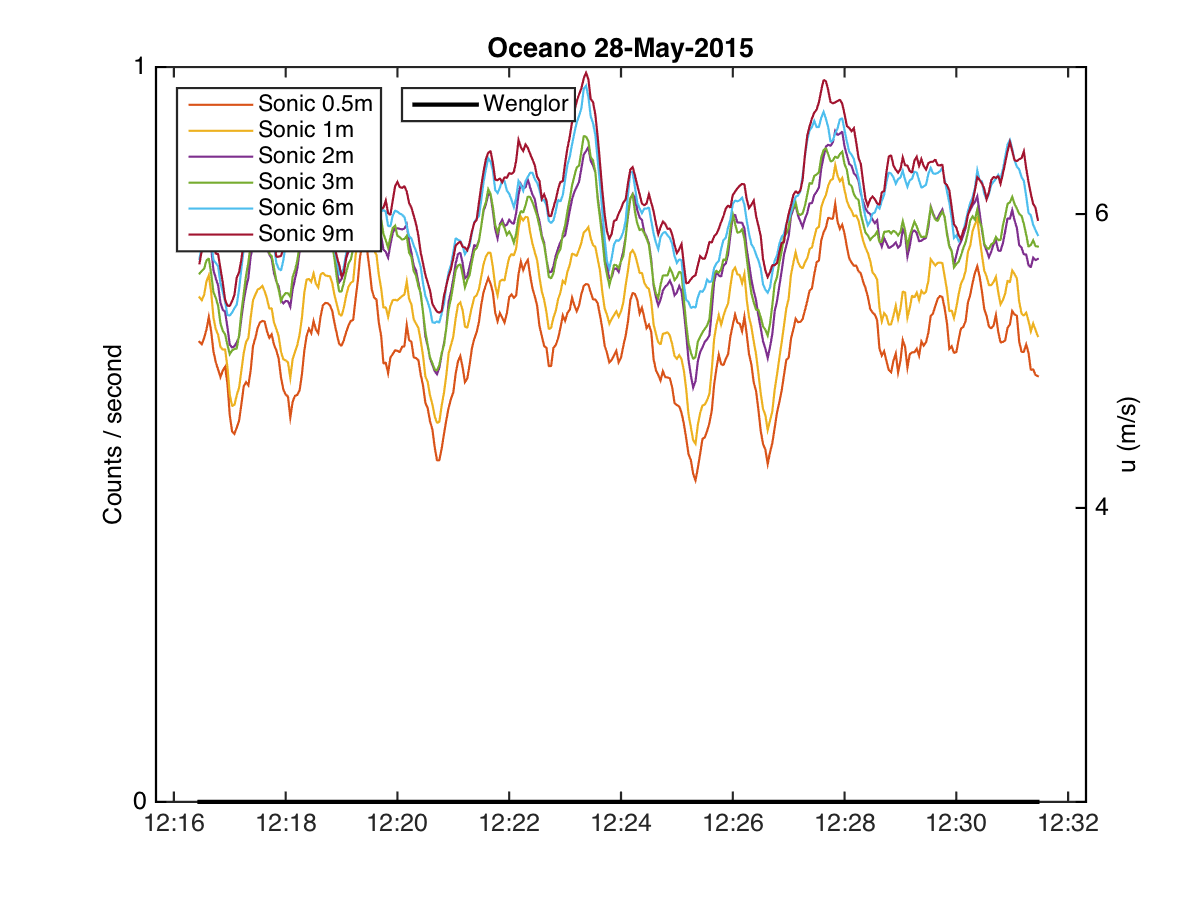 Oceano 28-May-2015
1
Sonic 0.5m
Sonic 1m
Sonic 2m
Sonic 3m
Sonic 6m
Sonic 9m
Wenglor
6
4
Counts / second
u (m/s)
0
12:16 12:18 12:20 12:22 12:24 12:26 12:28 12:30 12:32